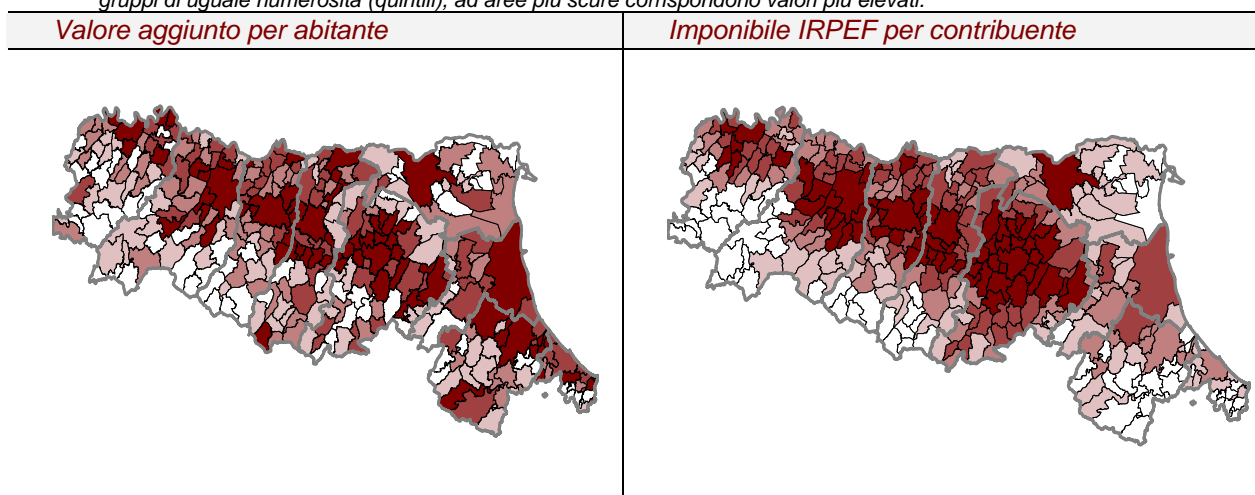 gruppi di uguale numerosità (quintili), ad aree più scure corrispondono valori più elevati.
Valore aggiunto per abitante
Imponibile IRPEF per contribuente